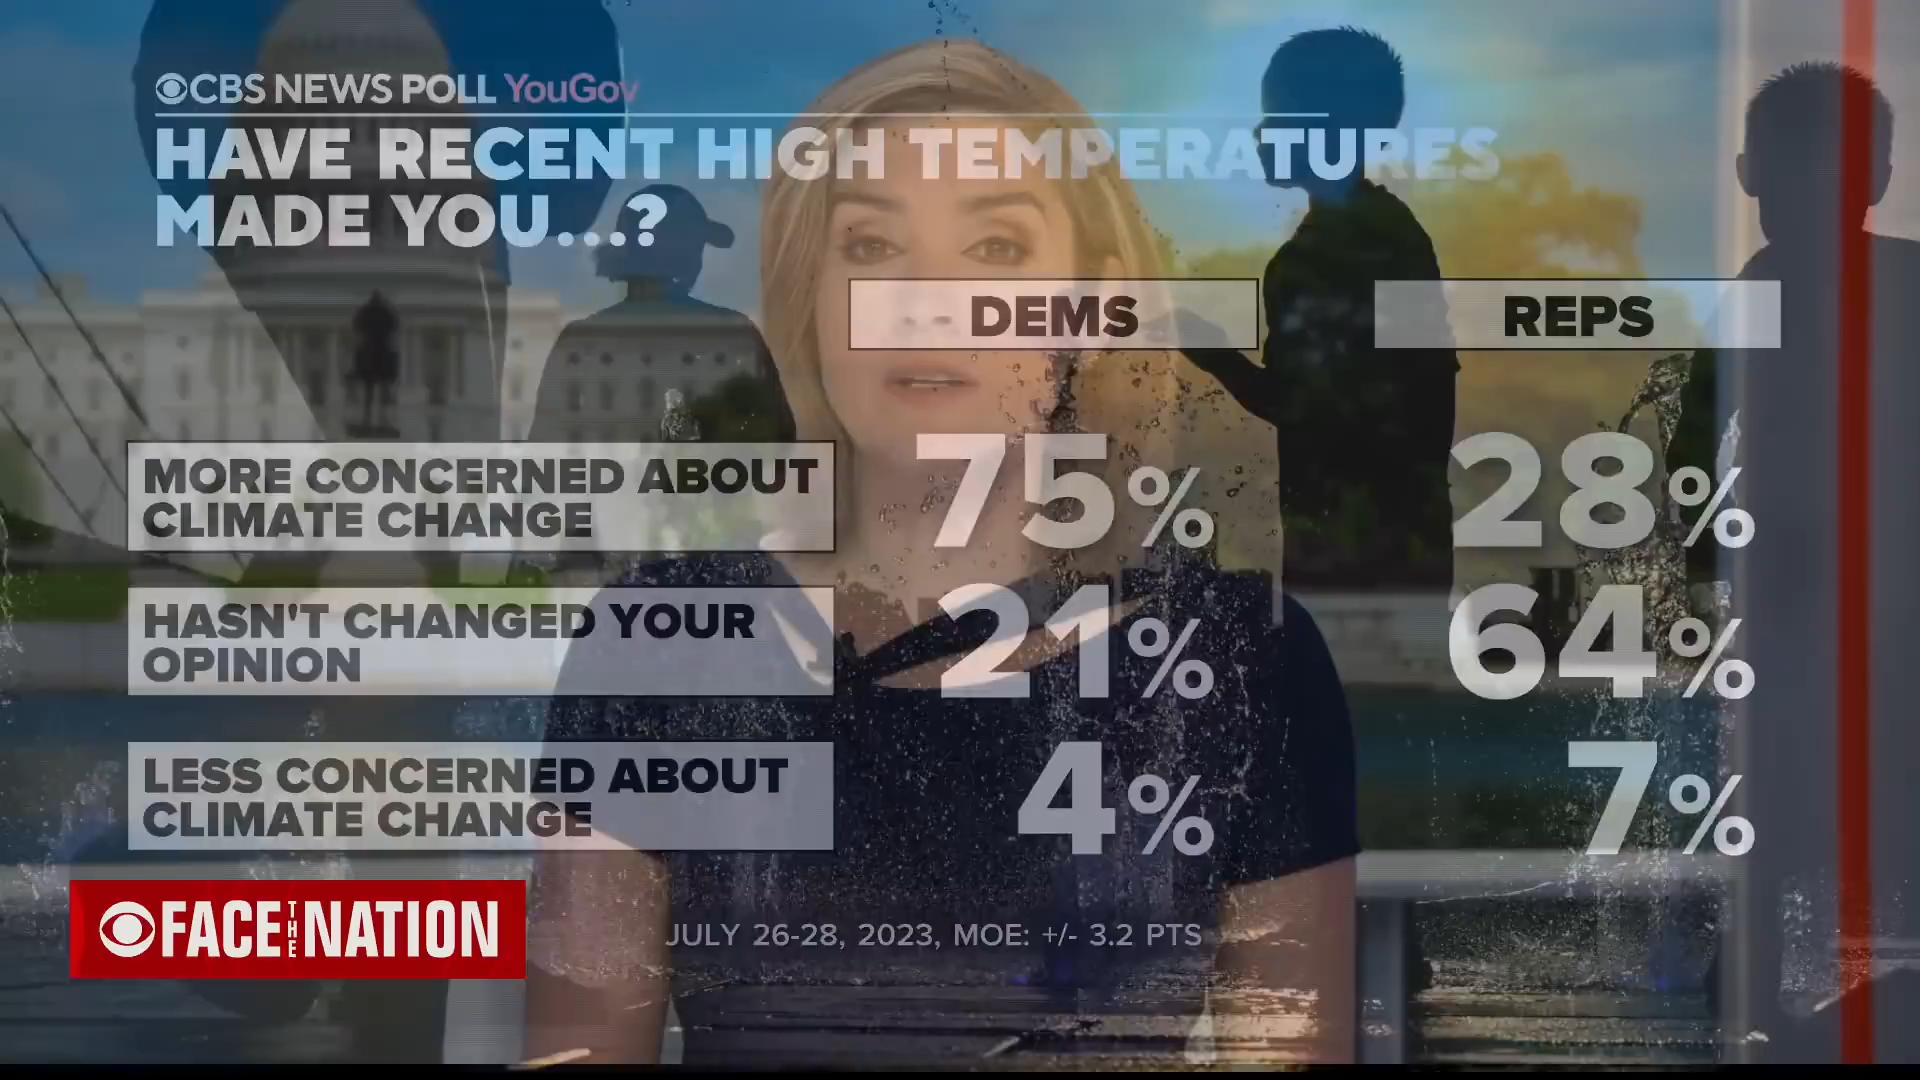 CBS NEWS POLL YouGov
HAVE RECENT HIGH TEMPERATURES
MADE YOU...?
DEMS REPS
MORE CONCERNED ABOUT
CLIMATE CHANGE
75% 28%
HASN'T CHANGED YOUR
OPINION
21% 64%
LESS CONCERNED ABOUT
CLIMATE CHANGE
4% 7%
FACE THE NATION
JULY 26-28, 2023, MOE: +/- 3.2 PTS